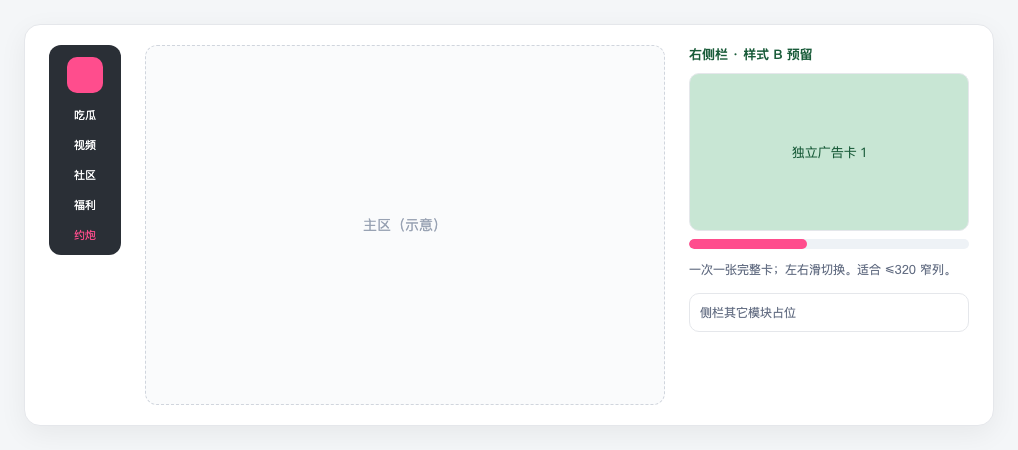 吃瓜
视频
社区
福利
约炮
主区（示意）
右侧栏 · 样式 B 预留
独立广告卡 1
一次一张完整卡；左右滑切换。适合 ≤320 窄列。
侧栏其它模块占位